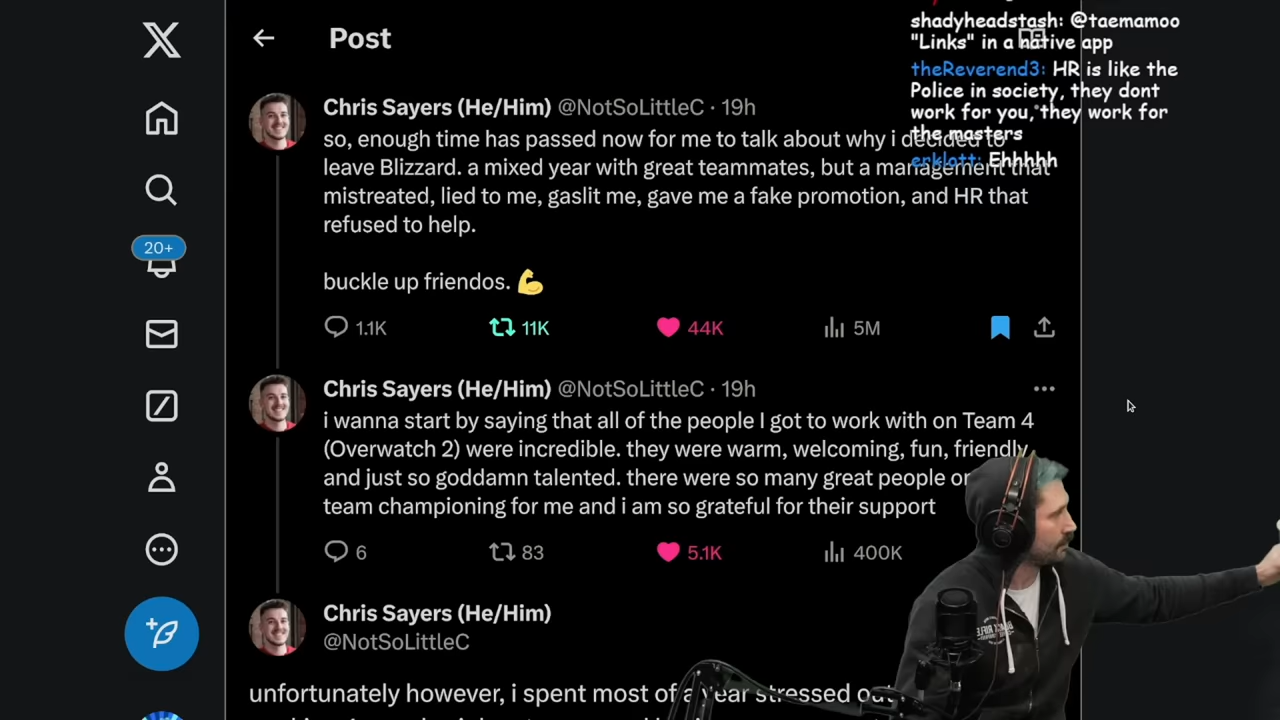 Post
shadyheadstash: @taemamoo
"Links" in a native app
theReverend3: HR is like the
Police in society, they dont
work for you, they work for
the masters
erklott: Ehhhhh
20+
Chris Sayers (He/Him) @NotSoLittleC · 19h
so, enough time has passed now for me to talk about why i decided to
leave Blizzard. a mixed year with great teammates, but a management that
mistreated, lied to me, gaslit me, gave me a fake promotion, and HR that
refused to help.
buckle up friendos. 💪
1.1K 11K 44K 5M
Chris Sayers (He/Him) @NotSoLittleC · 19h
i wanna start by saying that all of the people I got to work with on Team 4
(Overwatch 2) were incredible. they were warm, welcoming, fun, friendly
and just so goddamn talented. there were so many great people
team championing for me and i am so grateful for their support
6 83 5.1K 400K
Chris Sayers (He/Him)
@NotSoLittleC
unfortunately however, i spent most of a year stressed out